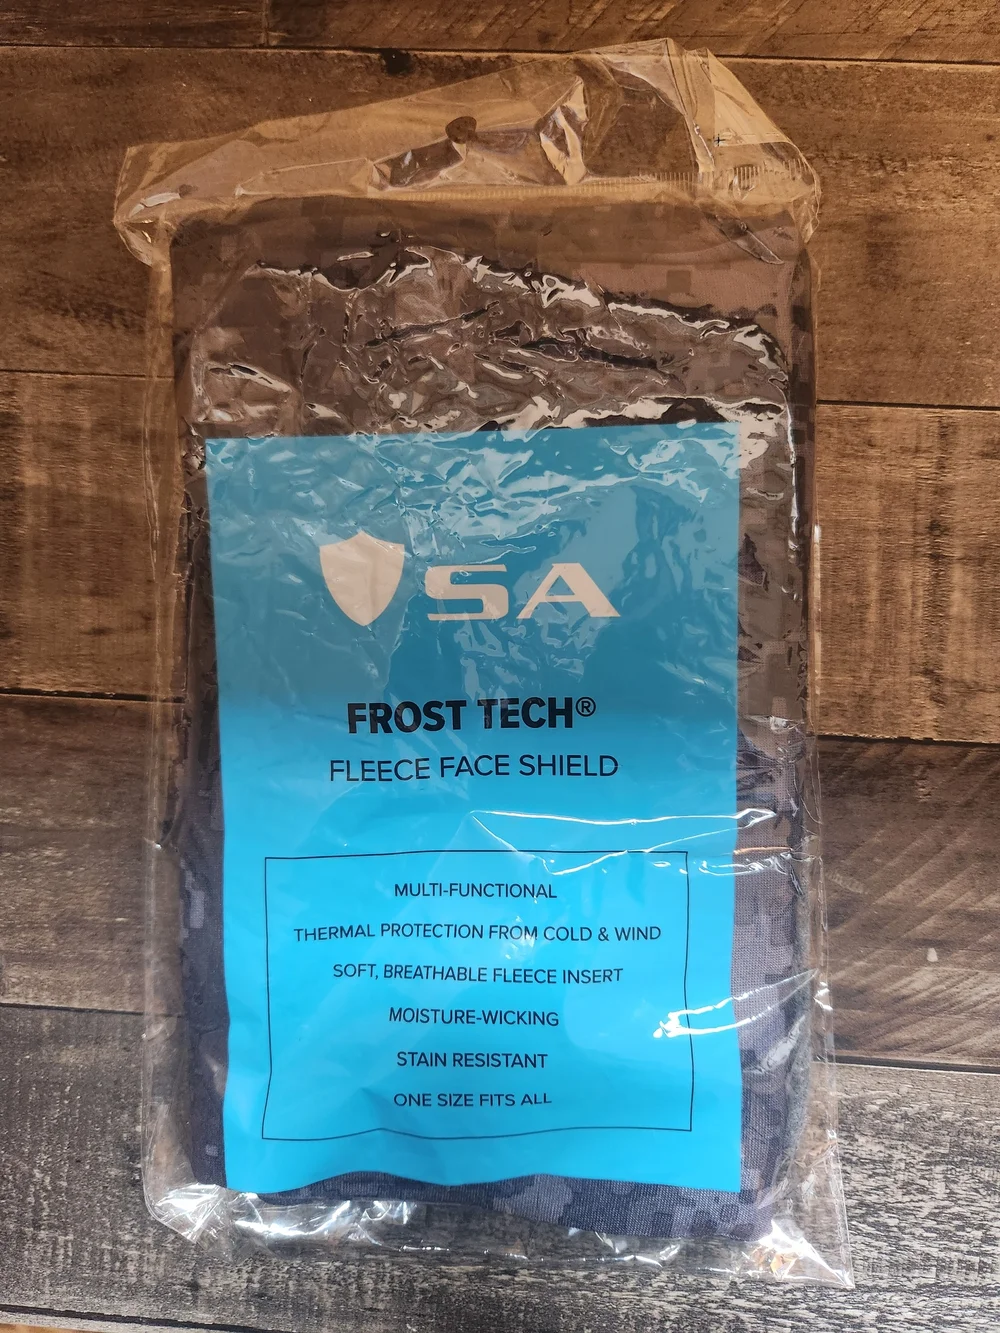 SA
FROST TECH®
FLEECE FACE SHIELD
MULTI-FUNCTIONAL
THERMAL PROTECTION FROM COLD & WIND
SOFT, BREATHABLE FLEECE INSERT
MOISTURE-WICKING
STAIN RESISTANT
ONE SIZE FITS ALL